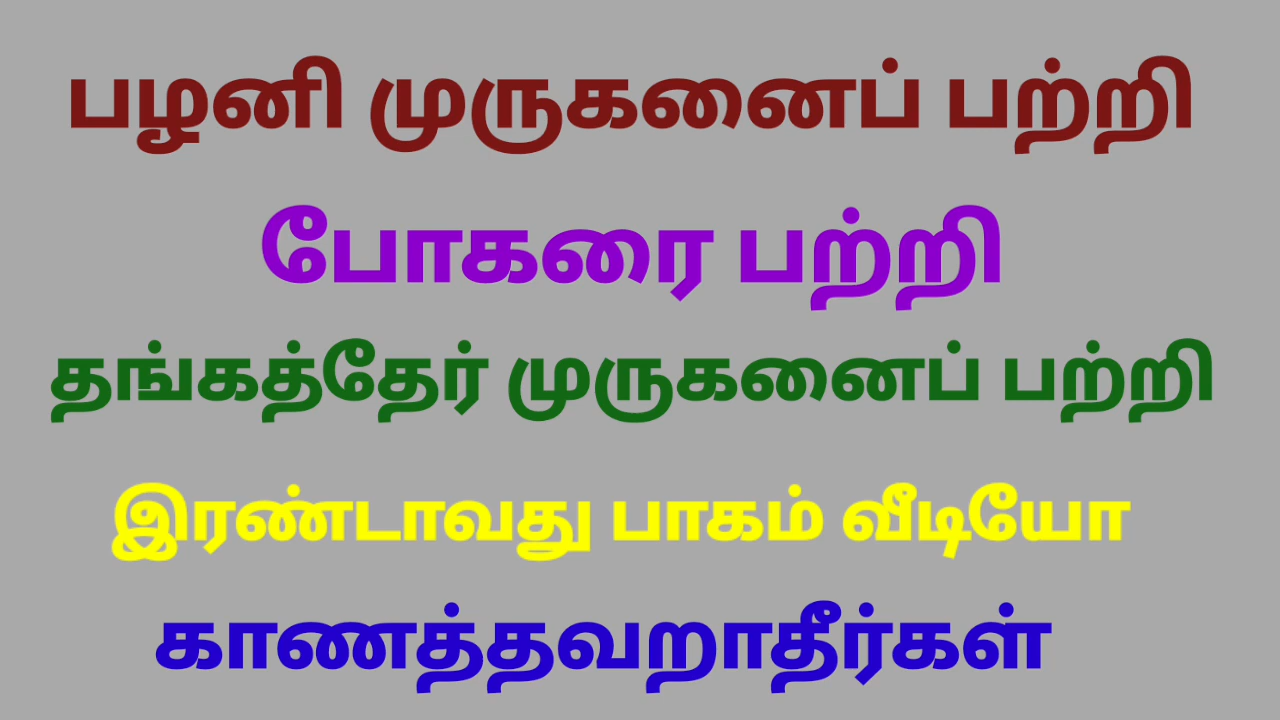 பழனி முருகனைப் பற்றி
போகரை பற்றி
தங்கத்தேர் முருகனைப் பற்றி
இரண்டாவது பாகம் வீடியோ
காணத்தவறாதீர்கள்